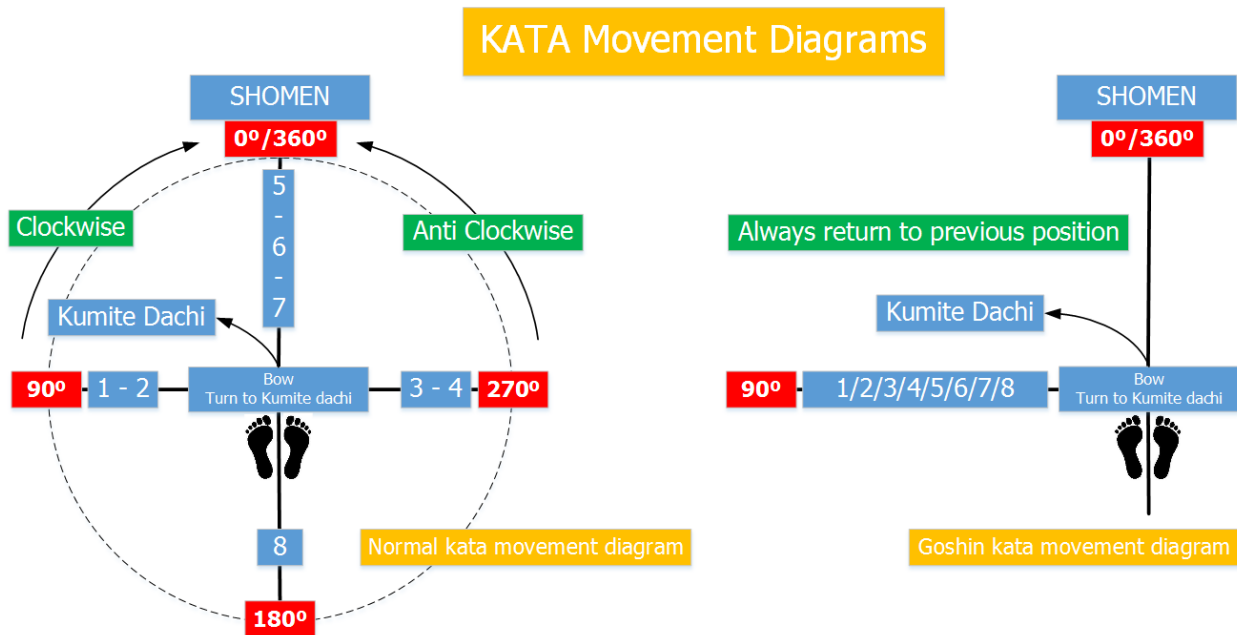 KATA Movement Diagrams
SHOMEN
0º/360º
5
-
6
-
7
Clockwise
Anti Clockwise
Kumite Dachi
90º
1 - 2
Bow
Turn to Kumite dachi
3 - 4
270º
8
Normal kata movement diagram
180º
SHOMEN
0º/360º
Always return to previous position
Kumite Dachi
90º
1/2/3/4/5/6/7/8
Bow
Turn to Kumite dachi
Goshin kata movement diagram